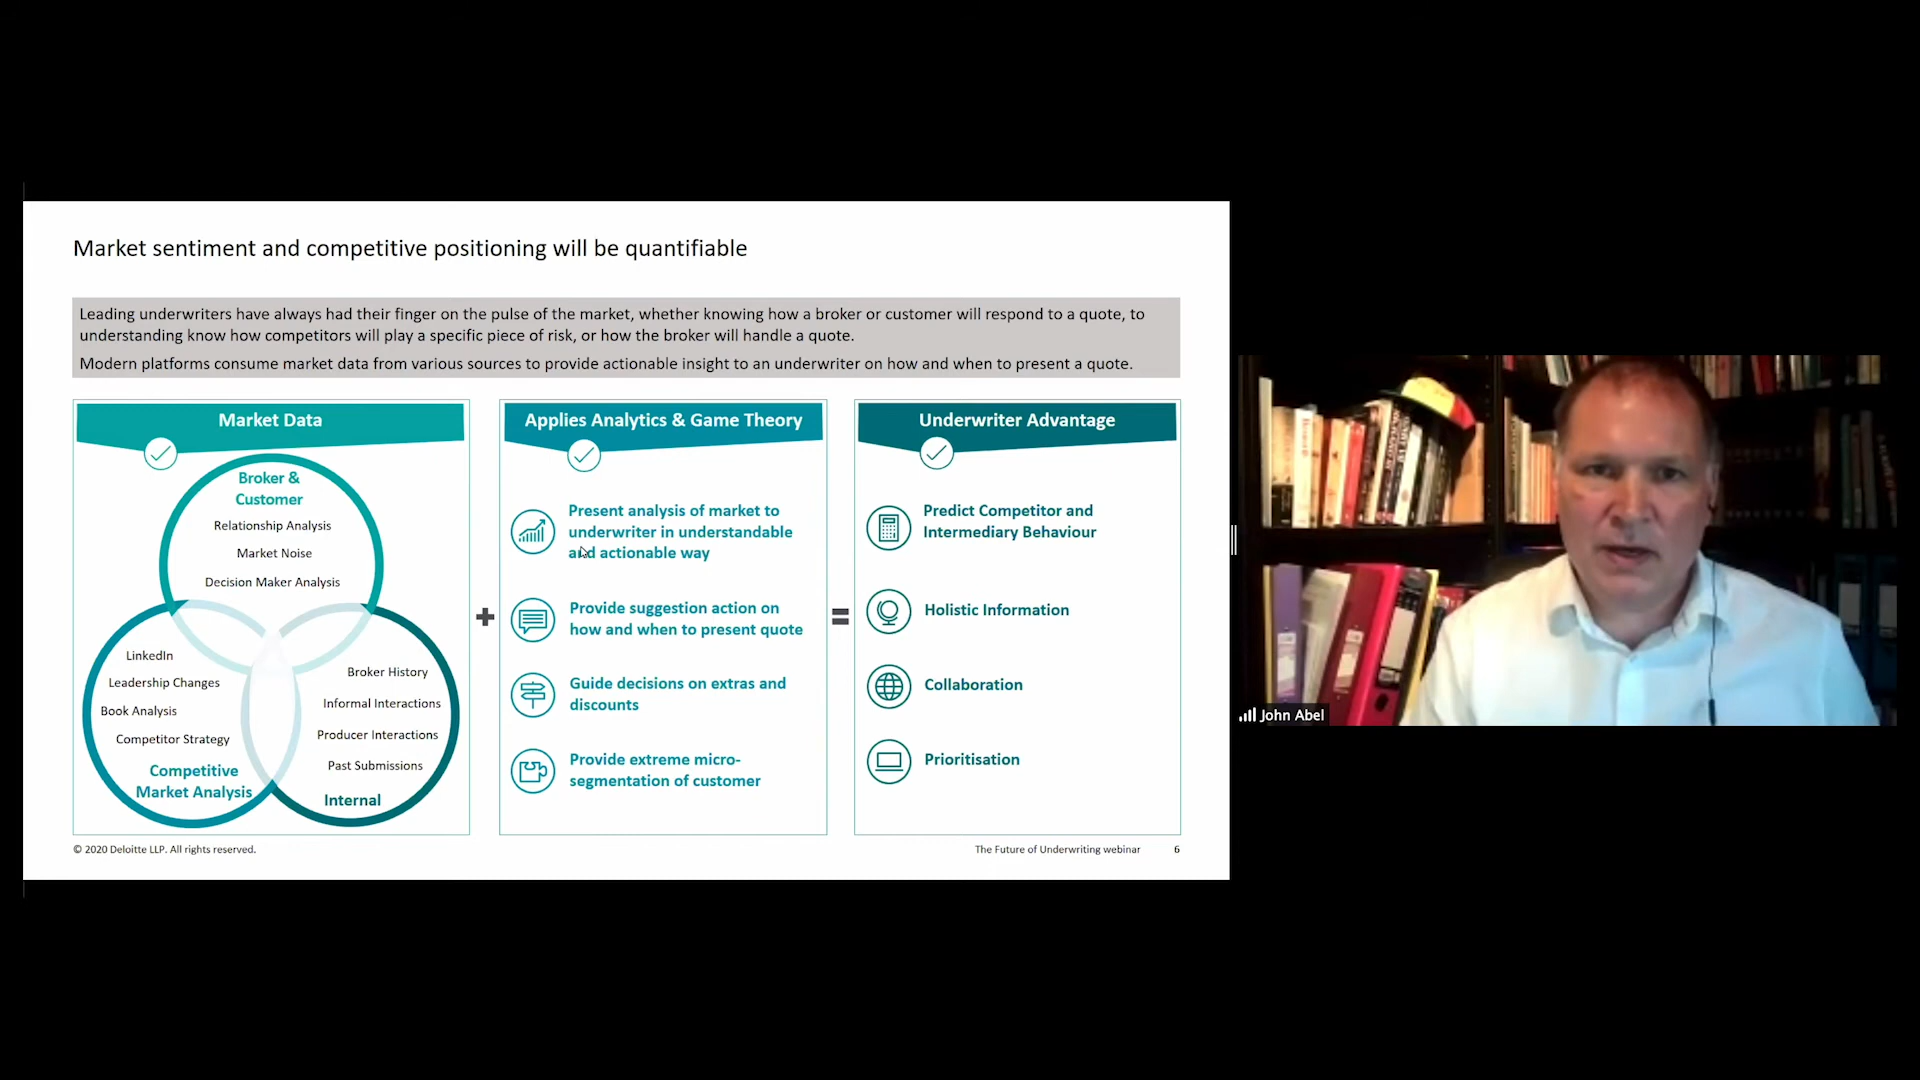 Market sentiment and competitive positioning will be quantifiable
Leading underwriters have always had their finger on the pulse of the market, whether knowing how a broker or customer will respond to a quote, to
understanding know how competitors will play a specific piece of risk, or how the broker will handle a quote.
Modern platforms consume market data from various sources to provide actionable insight to an underwriter on how and when to present a quote.
Market Data
Broker &
Customer
Relationship Analysis
Market Noise
Decision Maker Analysis
LinkedIn
Leadership Changes
Book Analysis
Competitor Strategy
Competitive
Market Analysis
Broker History
Informal Interactions
Producer Interactions
Past Submissions
Internal
+
Applies Analytics & Game Theory
Present analysis of market to
underwriter in understandable
and actionable way
Provide suggestion action on
how and when to present quote
Guide decisions on extras and
discounts
Provide extreme micro-
segmentation of customer
=
Underwriter Advantage
Predict Competitor and
Intermediary Behaviour
Holistic Information
Collaboration
Prioritisation
© 2020 Deloitte LLP. All rights reserved.
The Future of Underwriting webinar 6
John Abel